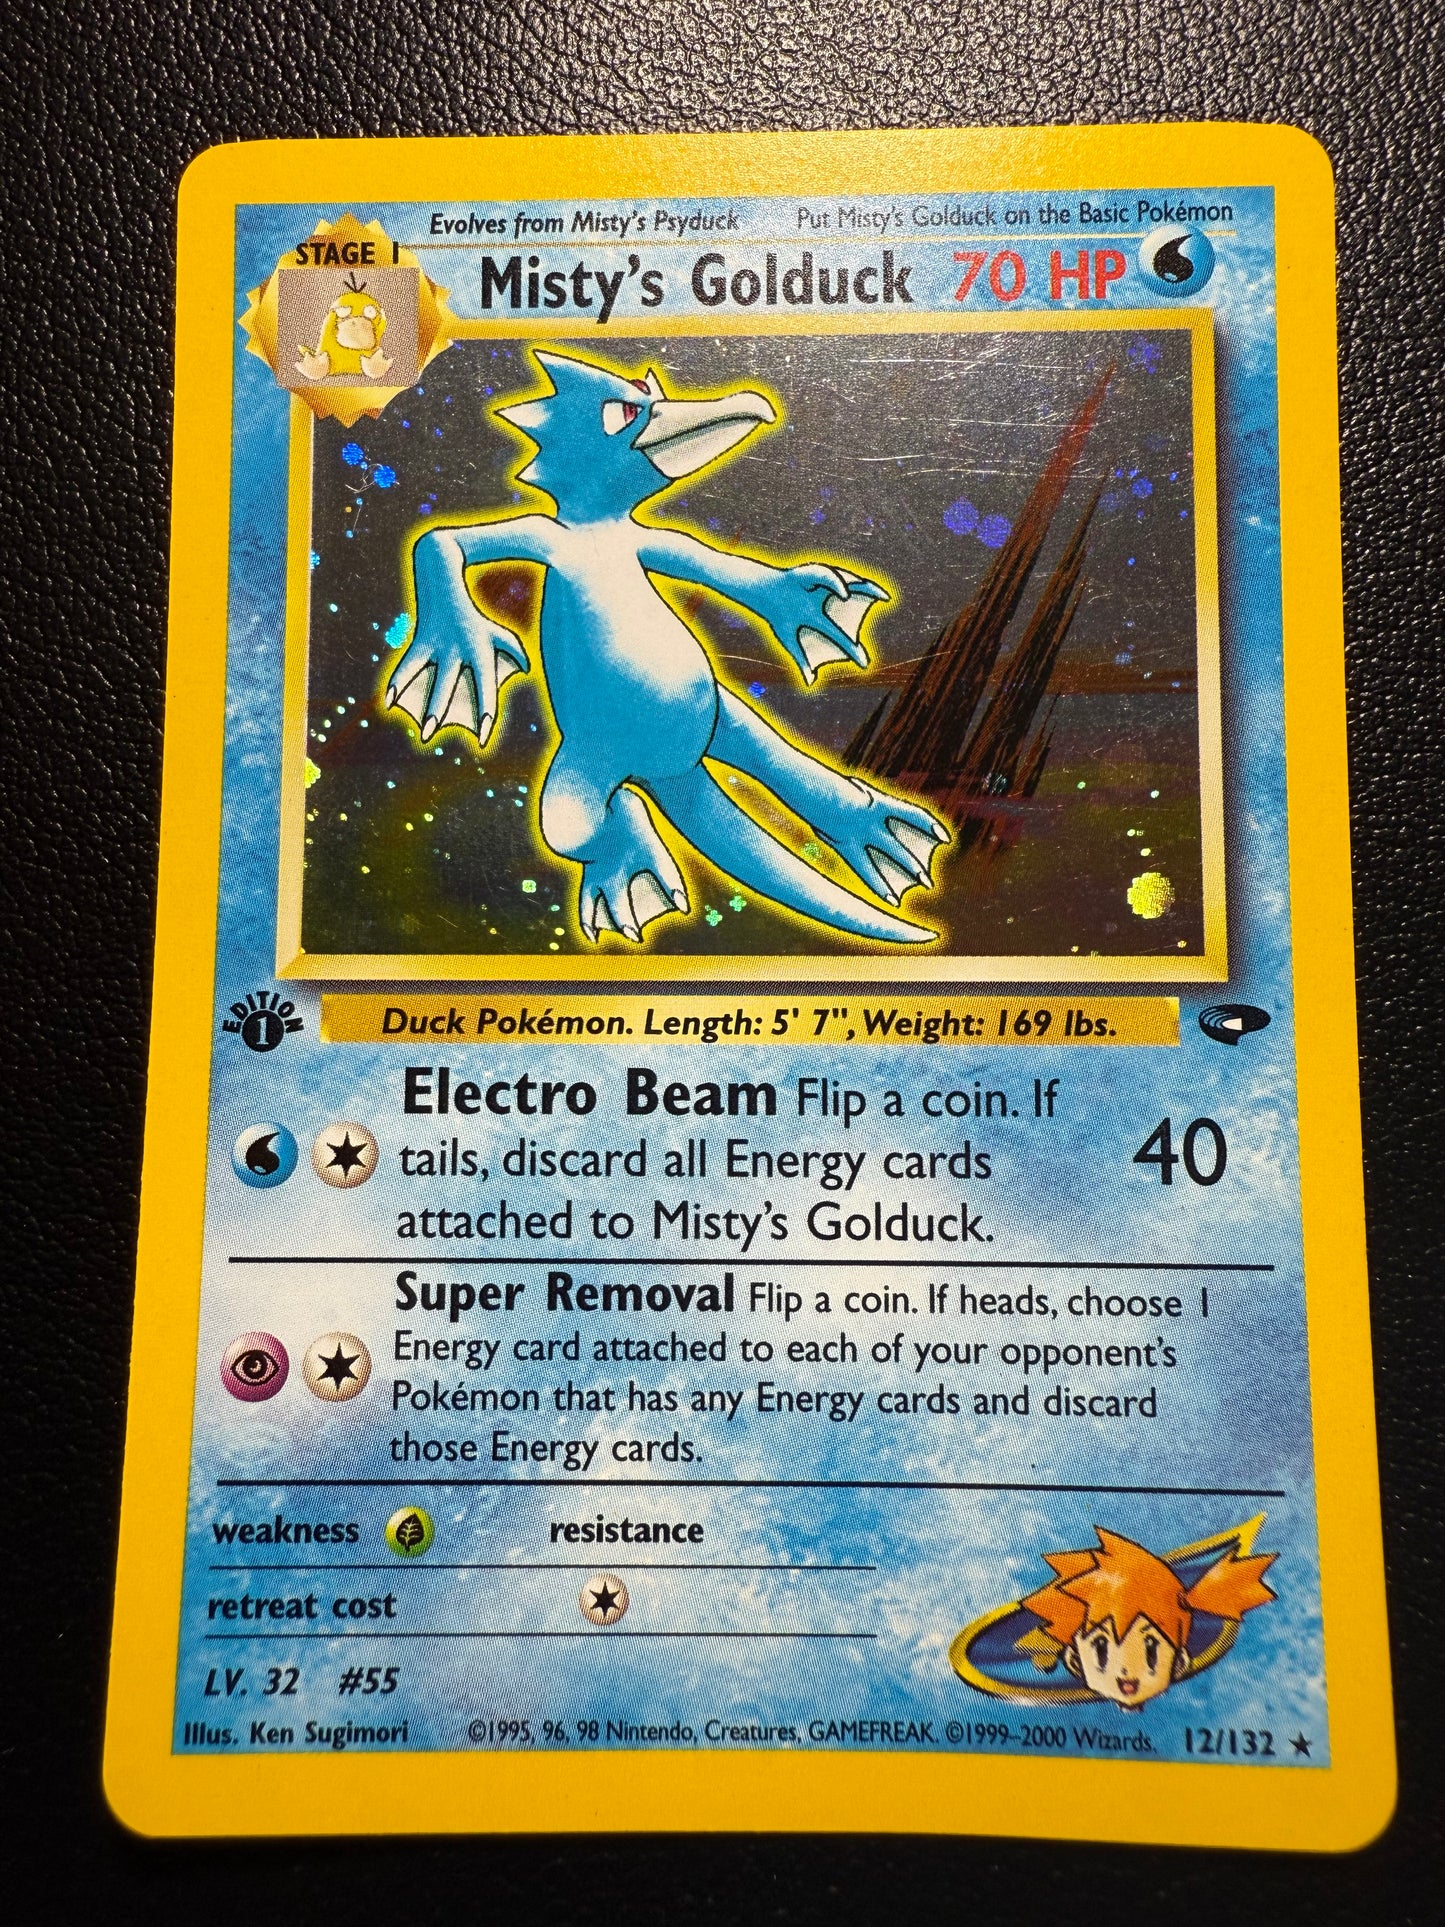 Evolves from Misty's Psyduck Put Misty's Golduck on the Basic Pokémon
STAGE 1
Misty's Golduck 70 HP
EDITION
1
Duck Pokémon. Length: 5' 7", Weight: 169 lbs.
Electro Beam Flip a coin. If
tails, discard all Energy cards
attached to Misty's Golduck.
40
Super Removal Flip a coin. If heads, choose 1
Energy card attached to each of your opponent's
Pokémon that has any Energy cards and discard
those Energy cards.
weakness resistance
retreat cost
LV. 32 #55
Illus. Ken Sugimori ©1995, 96, 98 Nintendo, Creatures, GAMEFREAK. ©1999–2000 Wizards. 12/132 ★